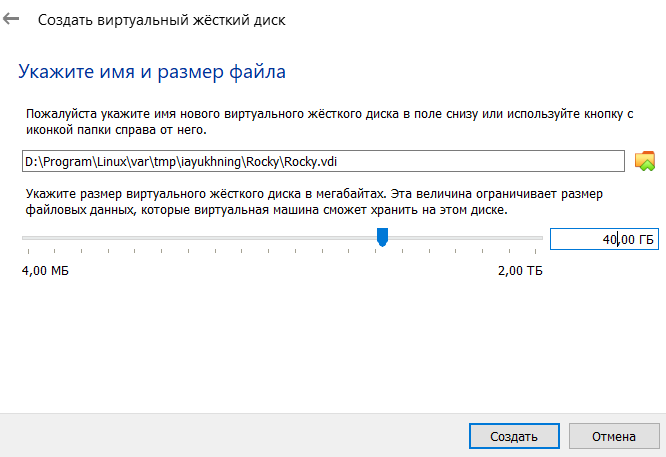 Создать виртуальный жёсткий диск
Укажите имя и размер файла
Пожалуйста укажите имя нового виртуального жёсткого диска в поле снизу или используйте кнопку с
иконкой папки справа от него.
D:\Program\Linux\var\tmp\iayukhning\Rocky\Rocky.vdi
Укажите размер виртуального жёсткого диска в мегабайтах. Эта величина ограничивает размер
файловых данных, которые виртуальная машина сможет хранить на этом диске.
40,00 ГБ
4,00 МБ
2,00 ТБ
Создать
Отмена